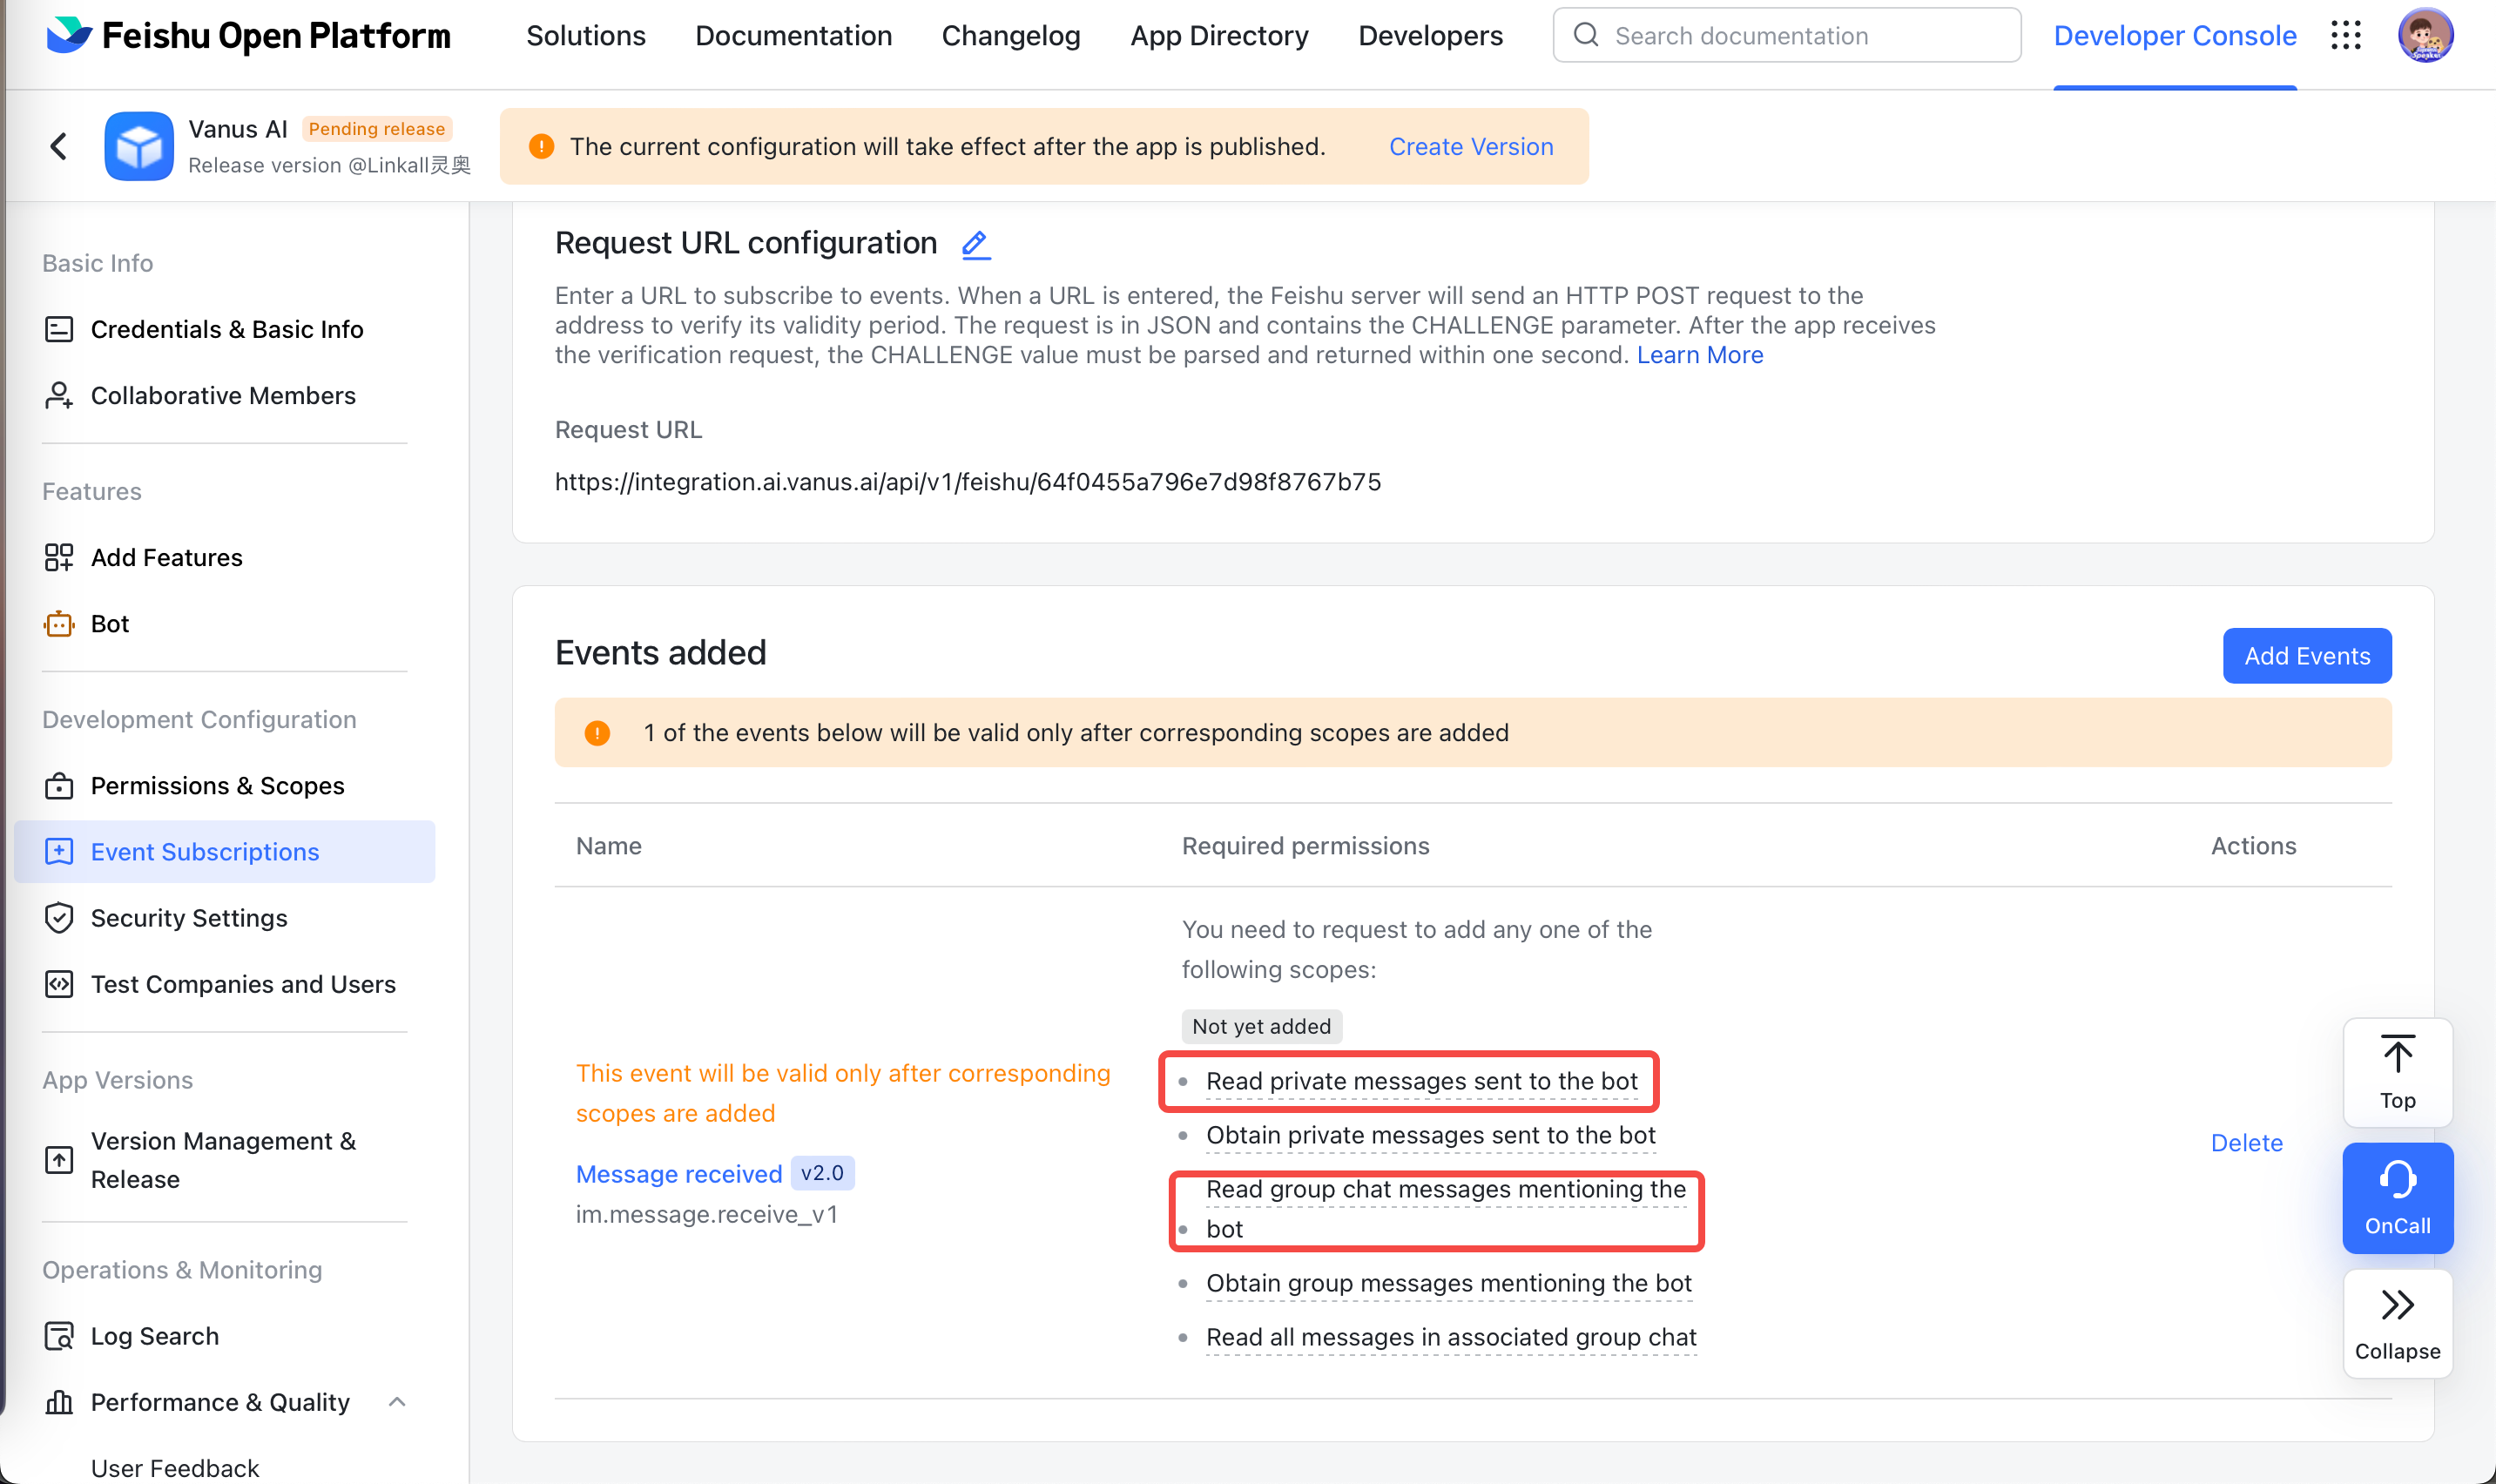 Feishu Open Platform
Solutions
Documentation
Changelog
App Directory
Developers
Search documentation
Developer Console
Vanus AI
Pending release
Release version @Linkall灵奥
The current configuration will take effect after the app is published.
Create Version
Basic Info
Credentials & Basic Info
Collaborative Members
Features
Add Features
Bot
Development Configuration
Permissions & Scopes
Event Subscriptions
Security Settings
Test Companies and Users
App Versions
Version Management &
Release
Operations & Monitoring
Log Search
Performance & Quality
User Feedback
Request URL configuration
Enter a URL to subscribe to events. When a URL is entered, the Feishu server will send an HTTP POST request to the
address to verify its validity period. The request is in JSON and contains the CHALLENGE parameter. After the app receives
the verification request, the CHALLENGE value must be parsed and returned within one second. Learn More
Request URL
https://integration.ai.vanus.ai/api/v1/feishu/64f0455a796e7d98f8767b75
Events added
Add Events
1 of the events below will be valid only after corresponding scopes are added
Name
Required permissions
Actions
This event will be valid only after corresponding
scopes are added
Message received v2.0
im.message.receive_v1
You need to request to add any one of the
following scopes:
Not yet added
Read private messages sent to the bot
Obtain private messages sent to the bot
Read group chat messages mentioning the
bot
Obtain group messages mentioning the bot
Read all messages in associated group chat
Delete
Top
OnCall
Collapse